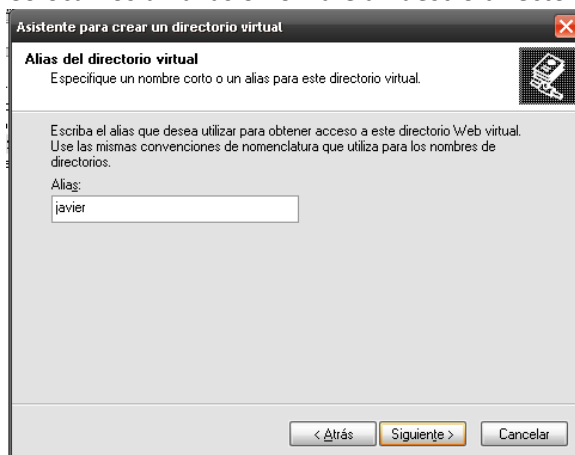 Asistente para crear un directorio virtual
Alias del directorio virtual
Especifique un nombre corto o un alias para este directorio virtual.
Escriba el alias que desea utilizar para obtener acceso a este directorio Web virtual.
Use las mismas convenciones de nomenclatura que utiliza para los nombres de
directorios.
Alias:
javier
< Atrás
Siguiente >
Cancelar